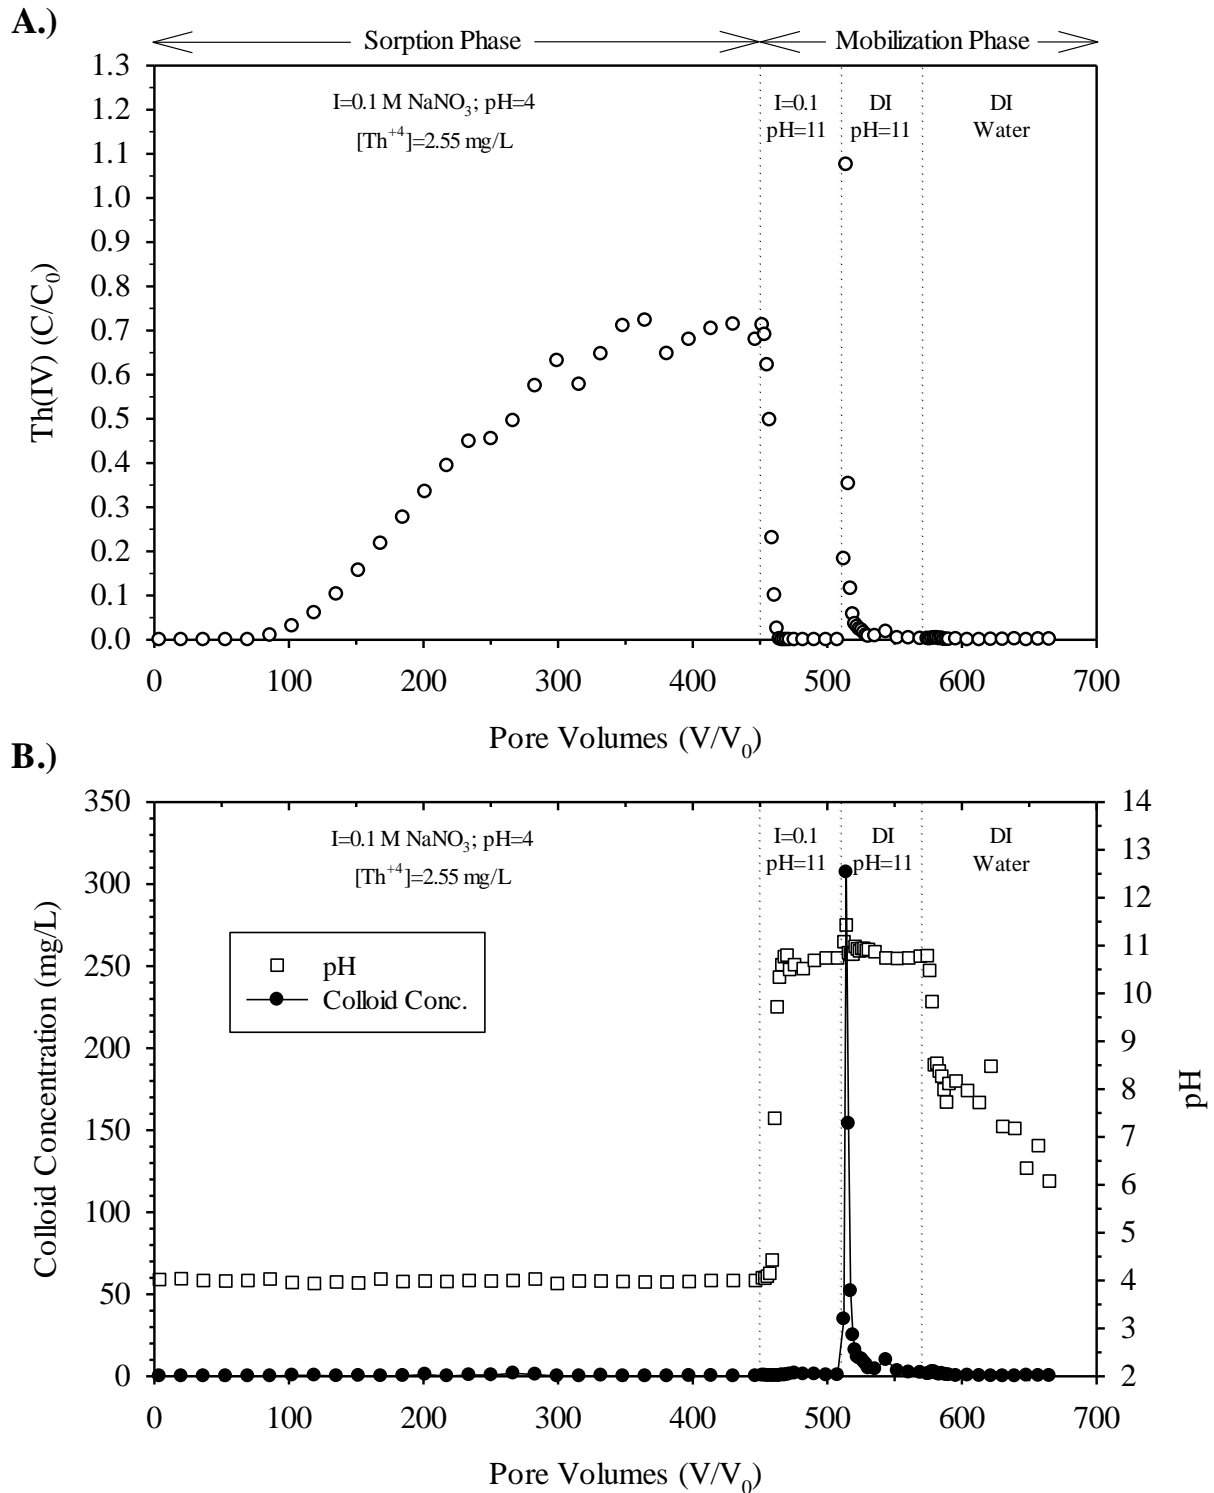 A.)
Sorption Phase
Mobilization Phase
I=0.1 M NaNO₃; pH=4
[Th⁺⁴]=2.55 mg/L
I=0.1
pH=11
DI
pH=11
DI
Water
1.3
1.2
1.1
1.0
0.9
0.8
0.7
0.6
0.5
0.4
0.3
0.2
0.1
0.0
Th(IV) (C/C₀)
0 100 200 300 400 500 600 700
Pore Volumes (V/V₀)
B.)
I=0.1 M NaNO₃; pH=4
[Th⁺⁴]=2.55 mg/L
I=0.1
pH=11
DI
pH=11
DI
Water
pH
Colloid Conc.
350
300
250
200
150
100
50
0
Colloid Concentration (mg/L)
14
13
12
11
10
9
8
7
6
5
4
3
2
pH
0 100 200 300 400 500 600 700
Pore Volumes (V/V₀)